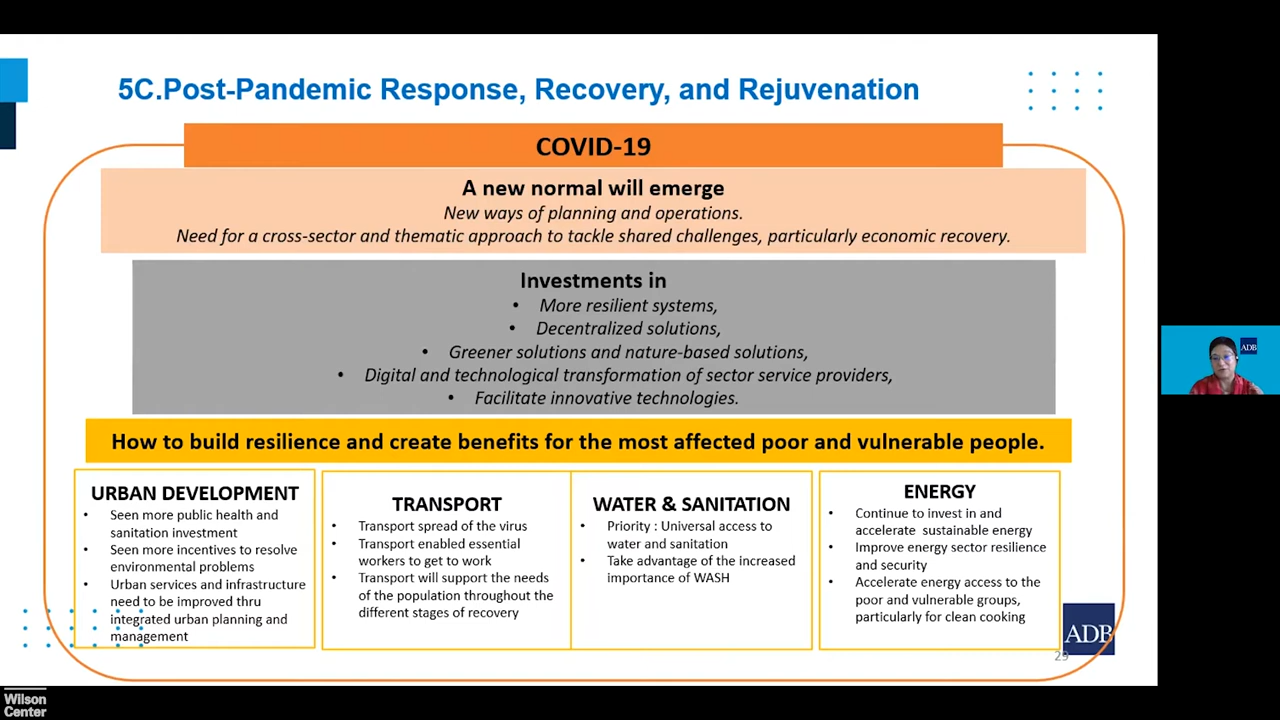 5C.Post-Pandemic Response, Recovery, and Rejuvenation
COVID-19
A new normal will emerge
New ways of planning and operations.
Need for a cross-sector and thematic approach to tackle shared challenges, particularly economic recovery.
Investments in
• More resilient systems,
• Decentralized solutions,
• Greener solutions and nature-based solutions,
• Digital and technological transformation of sector service providers,
• Facilitate innovative technologies.
How to build resilience and create benefits for the most affected poor and vulnerable people.
URBAN DEVELOPMENT
• Seen more public health and
sanitation investment
• Seen more incentives to resolve
environmental problems
• Urban services and infrastructure
need to be improved thru
integrated urban planning and
management
TRANSPORT
• Transport spread of the virus
• Transport enabled essential
workers to get to work
• Transport will support the needs
of the population throughout the
different stages of recovery
WATER & SANITATION
• Priority : Universal access to
water and sanitation
• Take advantage of the increased
importance of WASH
ENERGY
• Continue to invest in and
accelerate sustainable energy
• Improve energy sector resilience
and security
• Accelerate energy access to the
poor and vulnerable groups,
particularly for clean cooking
ADB
29
ADB
Wilson
Center